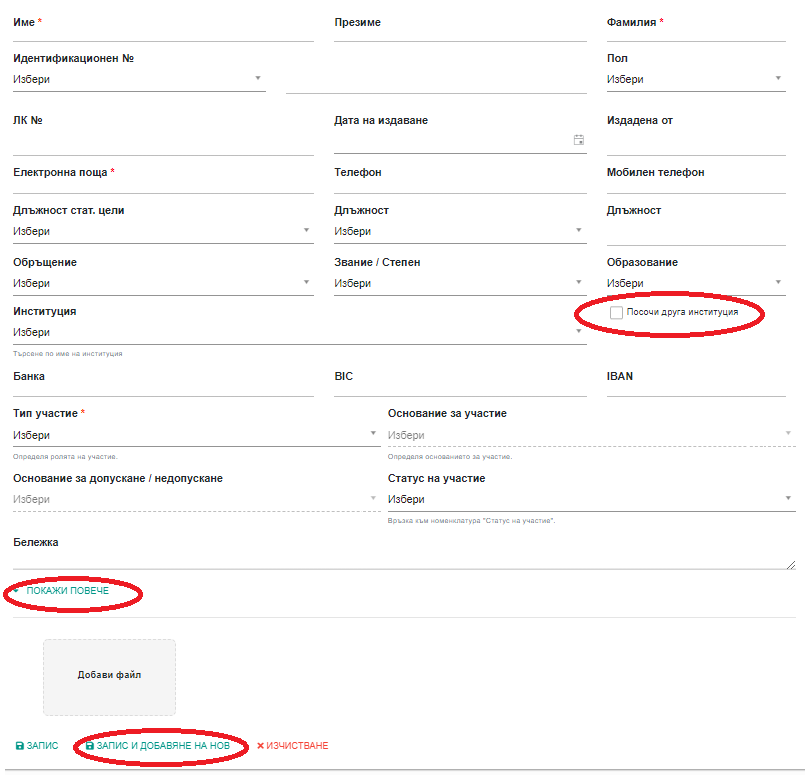 Име * Презиме Фамилия *
Идентификационен № Пол
Избери Избери
ЛК № Дата на издаване Издадена от
Електронна поща * Телефон Мобилен телефон
Длъжност стат. цели Длъжност Длъжност
Избери Избери
Обръщение Звание / Степен Образование
Избери Избери Избери
Институция Посочи друга институция
Избери
Търсене по име на институция
Банка BIC IBAN
Тип участие * Основание за участие
Избери Избери
Определя ролята на участие. Определя основанието за участие.
Основание за допускане / недопускане Статус на участие
Избери Избери
Връзка към номенклатура "Статус на участие".
Бележка
ПОКАЖИ ПОВЕЧЕ
Добави файл
ЗАПИС ЗАПИС И ДОБАВЯНЕ НА НОВ ИЗЧИСТВАНЕ